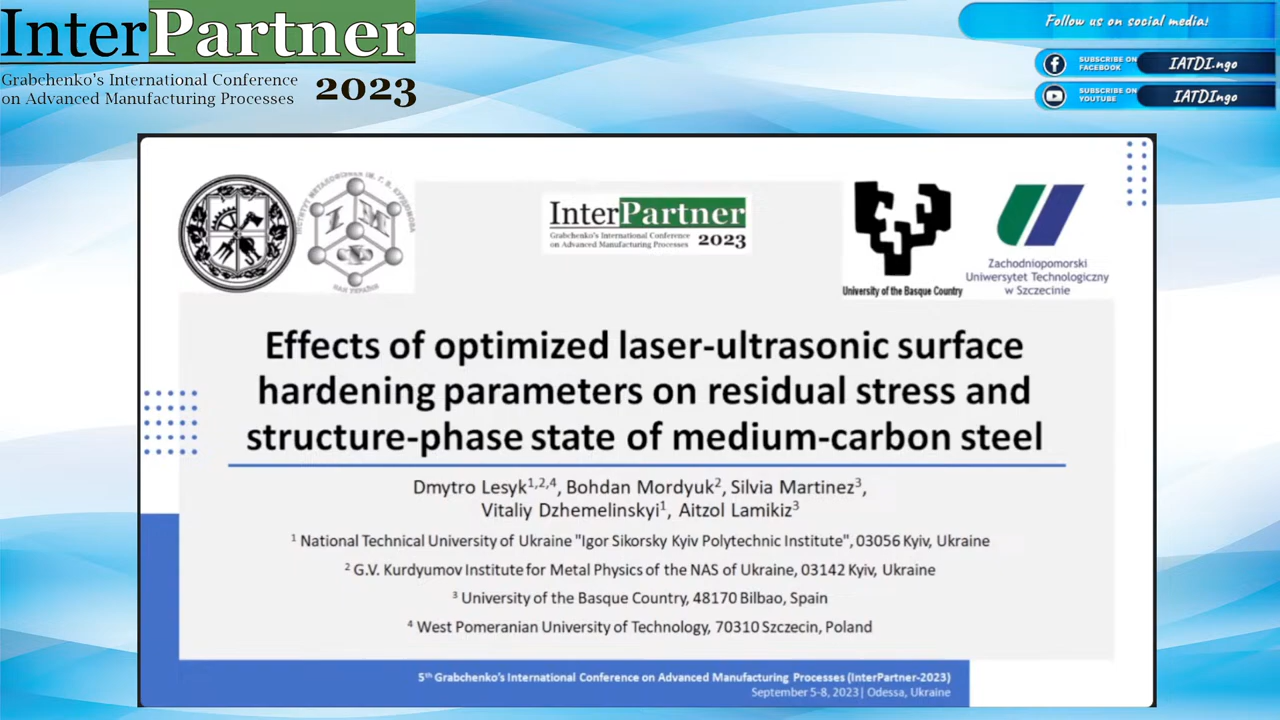 InterPartner
Grabchenko's International Conference
on Advanced Manufacturing Processes 2023
Follow us on social media!
SUBSCRIBE ON FACEBOOK
IATDI.ngo
SUBSCRIBE ON YOUTUBE
IATDIngo
InterPartner
Grabchenko's International Conference
on Advanced Manufacturing Processes 2023
University of the Basque Country
Zachodniopomorski
Uniwersytet Technologiczny
w Szczecinie
Effects of optimized laser-ultrasonic surface
hardening parameters on residual stress and
structure-phase state of medium-carbon steel
Dmytro Lesyk1,2,4, Bohdan Mordyuk2, Silvia Martinez3,
Vitaliy Dzhemelinskyi1, Aitzol Lamikiz3
1 National Technical University of Ukraine "Igor Sikorsky Kyiv Polytechnic Institute", 03056 Kyiv, Ukraine
2 G.V. Kurdyumov Institute for Metal Physics of the NAS of Ukraine, 03142 Kyiv, Ukraine
3 University of the Basque Country, 48170 Bilbao, Spain
4 West Pomeranian University of Technology, 70310 Szczecin, Poland
5th Grabchenko's International Conference on Advanced Manufacturing Processes (InterPartner-2023)
September 5-8, 2023 | Odessa, Ukraine